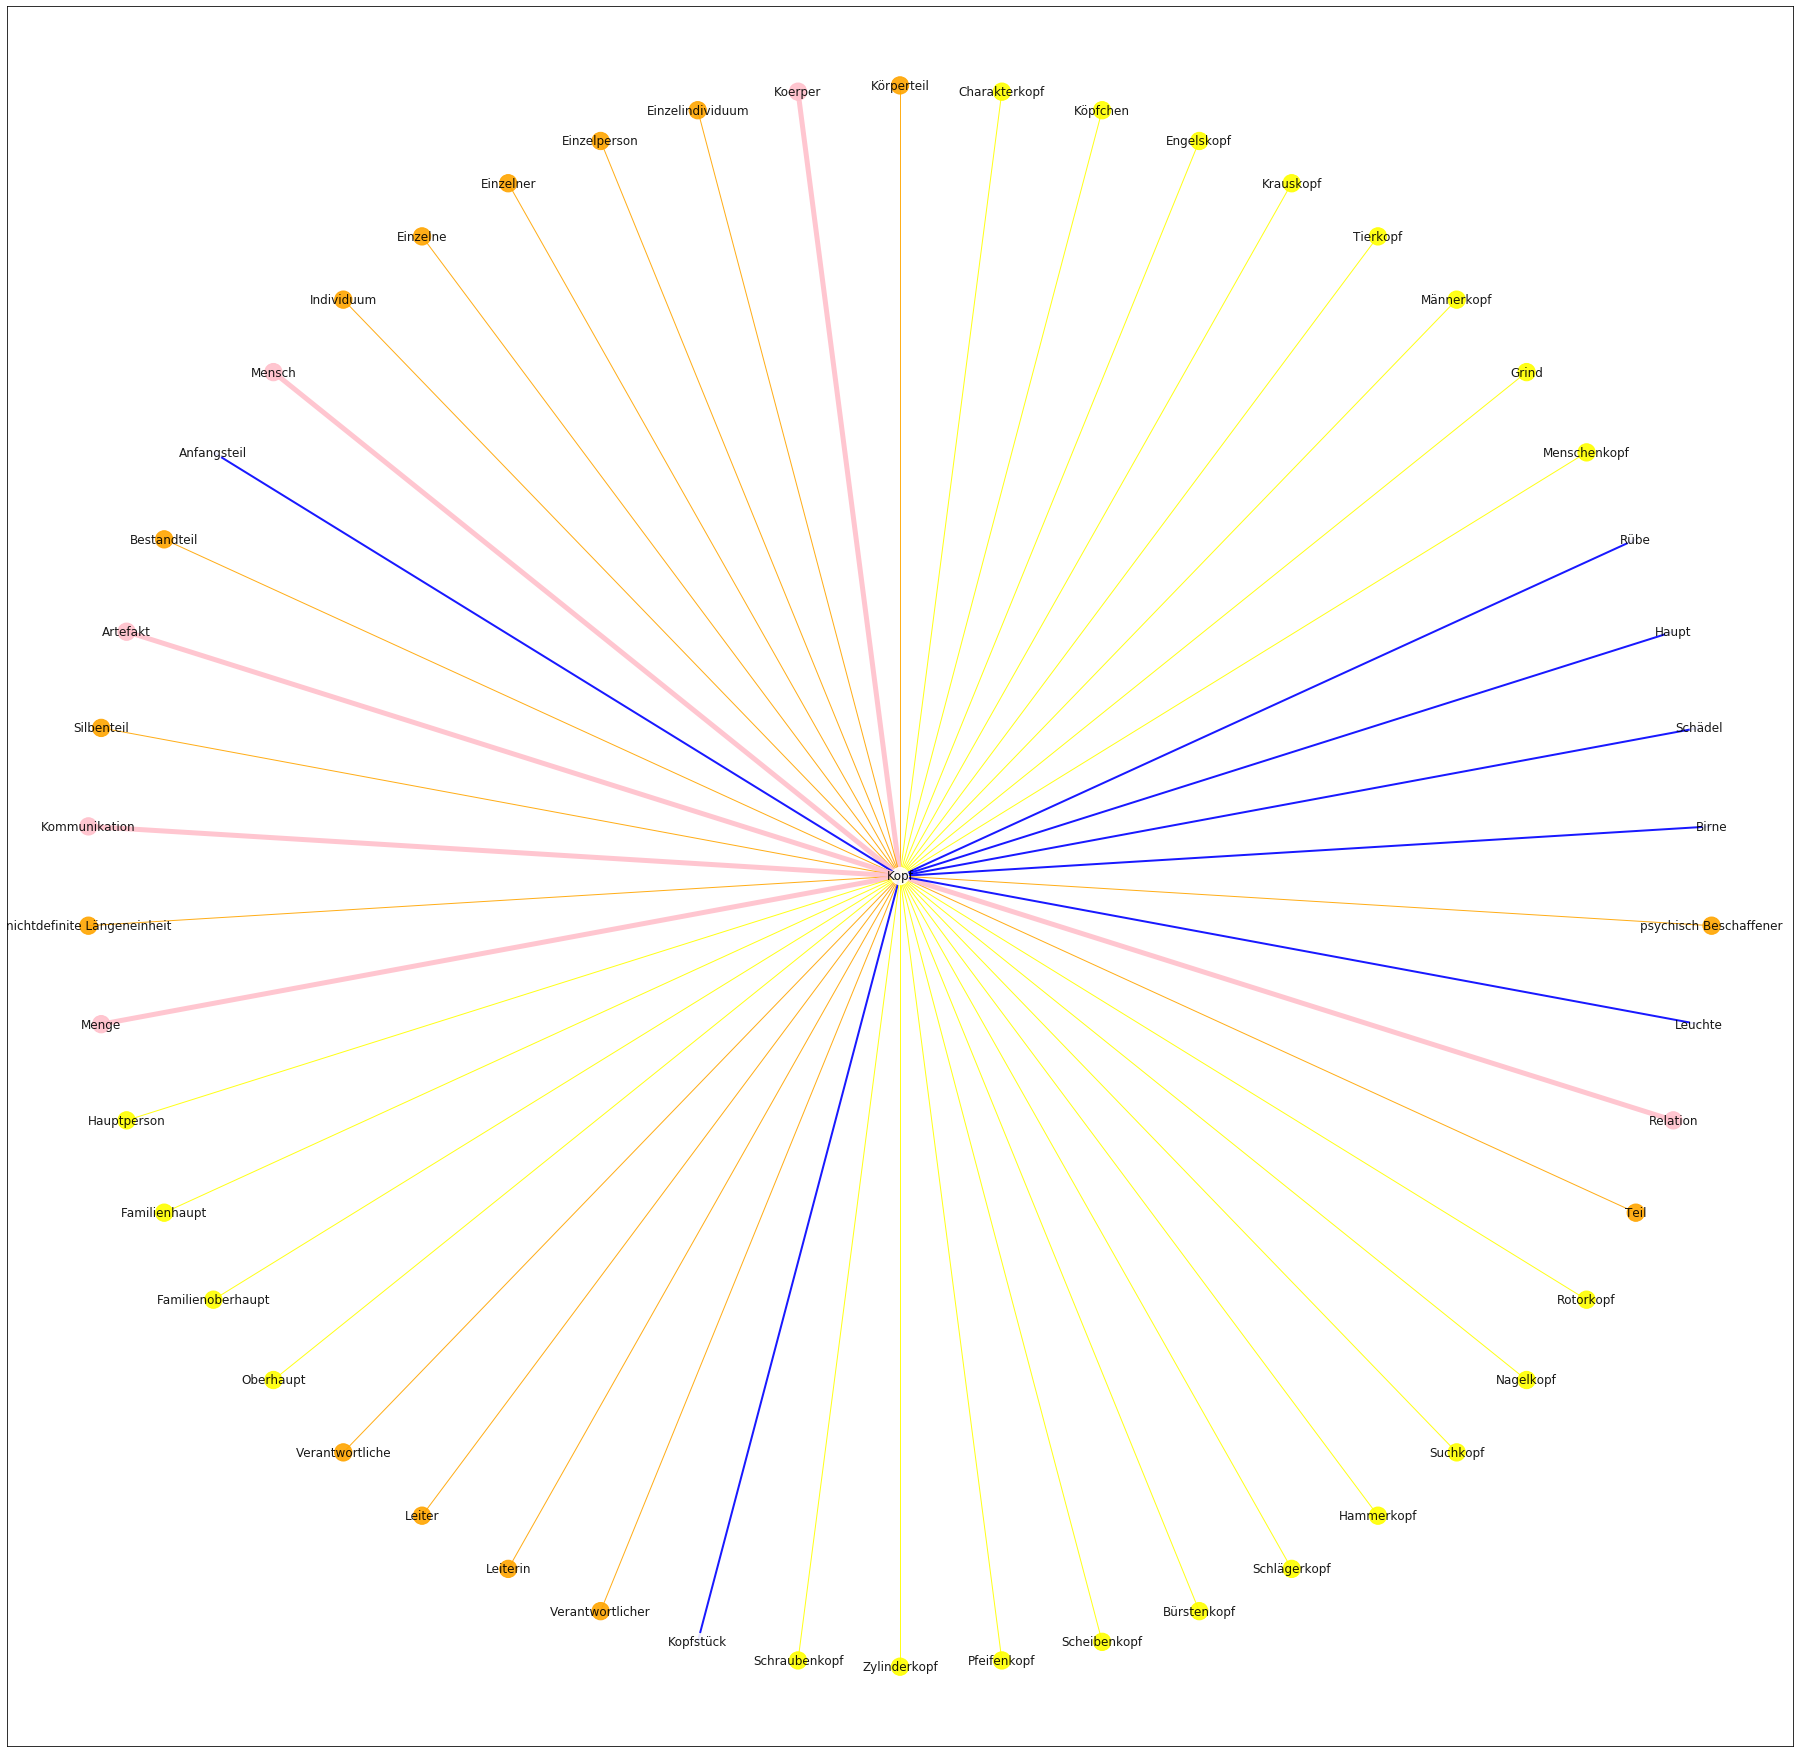 Körperteil
Koerper
Charakterkopf
Einzelindividuum
Köpfchen
Einzelperson
Engelskopf
Einzelner
Krauskopf
Einzelne
Tierkopf
Individuum
Männerkopf
Mensch
Grind
Anfangsteil
Menschenkopf
Bestandteil
Rübe
Artefakt
Haupt
Silbenteil
Schädel
Kommunikation
Birne
Kopf
nichtdefinite Längeneinheit
psychisch Beschaffener
Menge
Leuchte
Hauptperson
Relation
Familienhaupt
Teil
Familienoberhaupt
Rotorkopf
Oberhaupt
Nagelkopf
Verantwortliche
Suchkopf
Leiter
Hammerkopf
Leiterin
Schlägerkopf
Verantwortlicher
Bürstenkopf
Kopfstück
Scheibenkopf
Schraubenkopf
Pfeifenkopf
Zylinderkopf